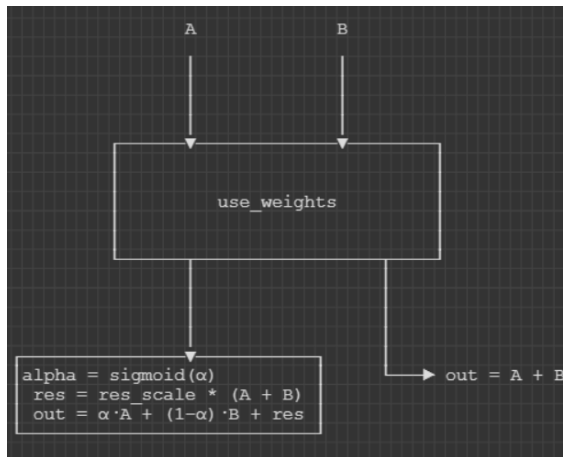 A
B
use_weights
alpha = sigmoid(α)
res = res_scale * (A + B)
out = α·A + (1-α)·B + res
out = A + B